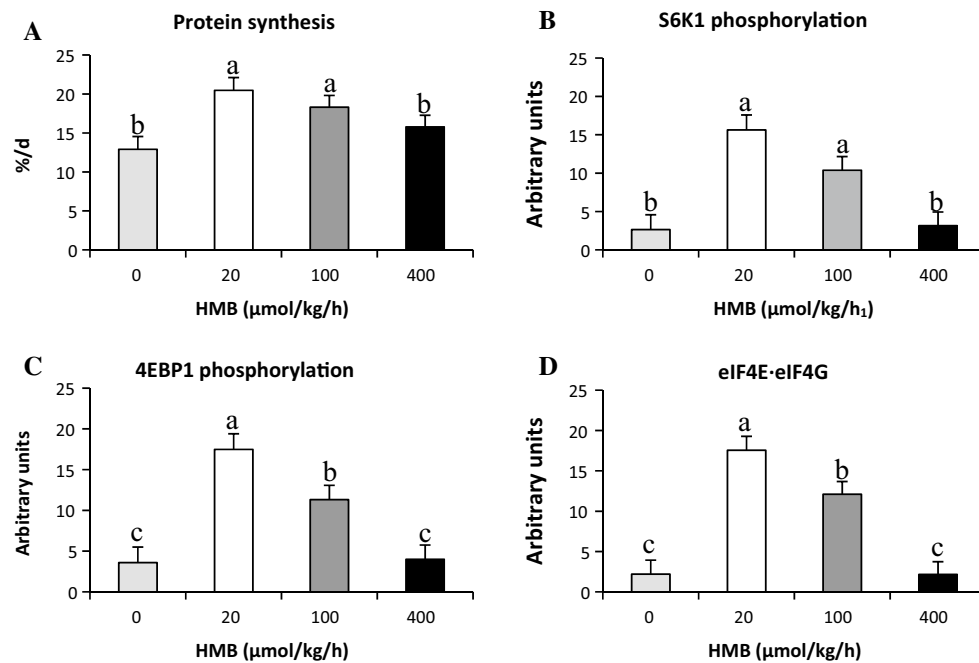 A
Protein synthesis
25
20
15
10
5
0
%/d
b
a
a
b
0 20 100 400
HMB (μmol/kg/h)
B
S6K1 phosphorylation
25
20
15
10
5
0
Arbitrary units
b
a
a
b
0 20 100 400
HMB (μmol/kg/h₁)
C
4EBP1 phosphorylation
25
20
15
10
5
0
Arbitrary units
c
a
b
c
0 20 100 400
HMB (μmol/kg/h)
D
eIF4E·eIF4G
25
20
15
10
5
0
Arbitrary units
c
a
b
c
0 20 100 400
HMB (μmol/kg/h)